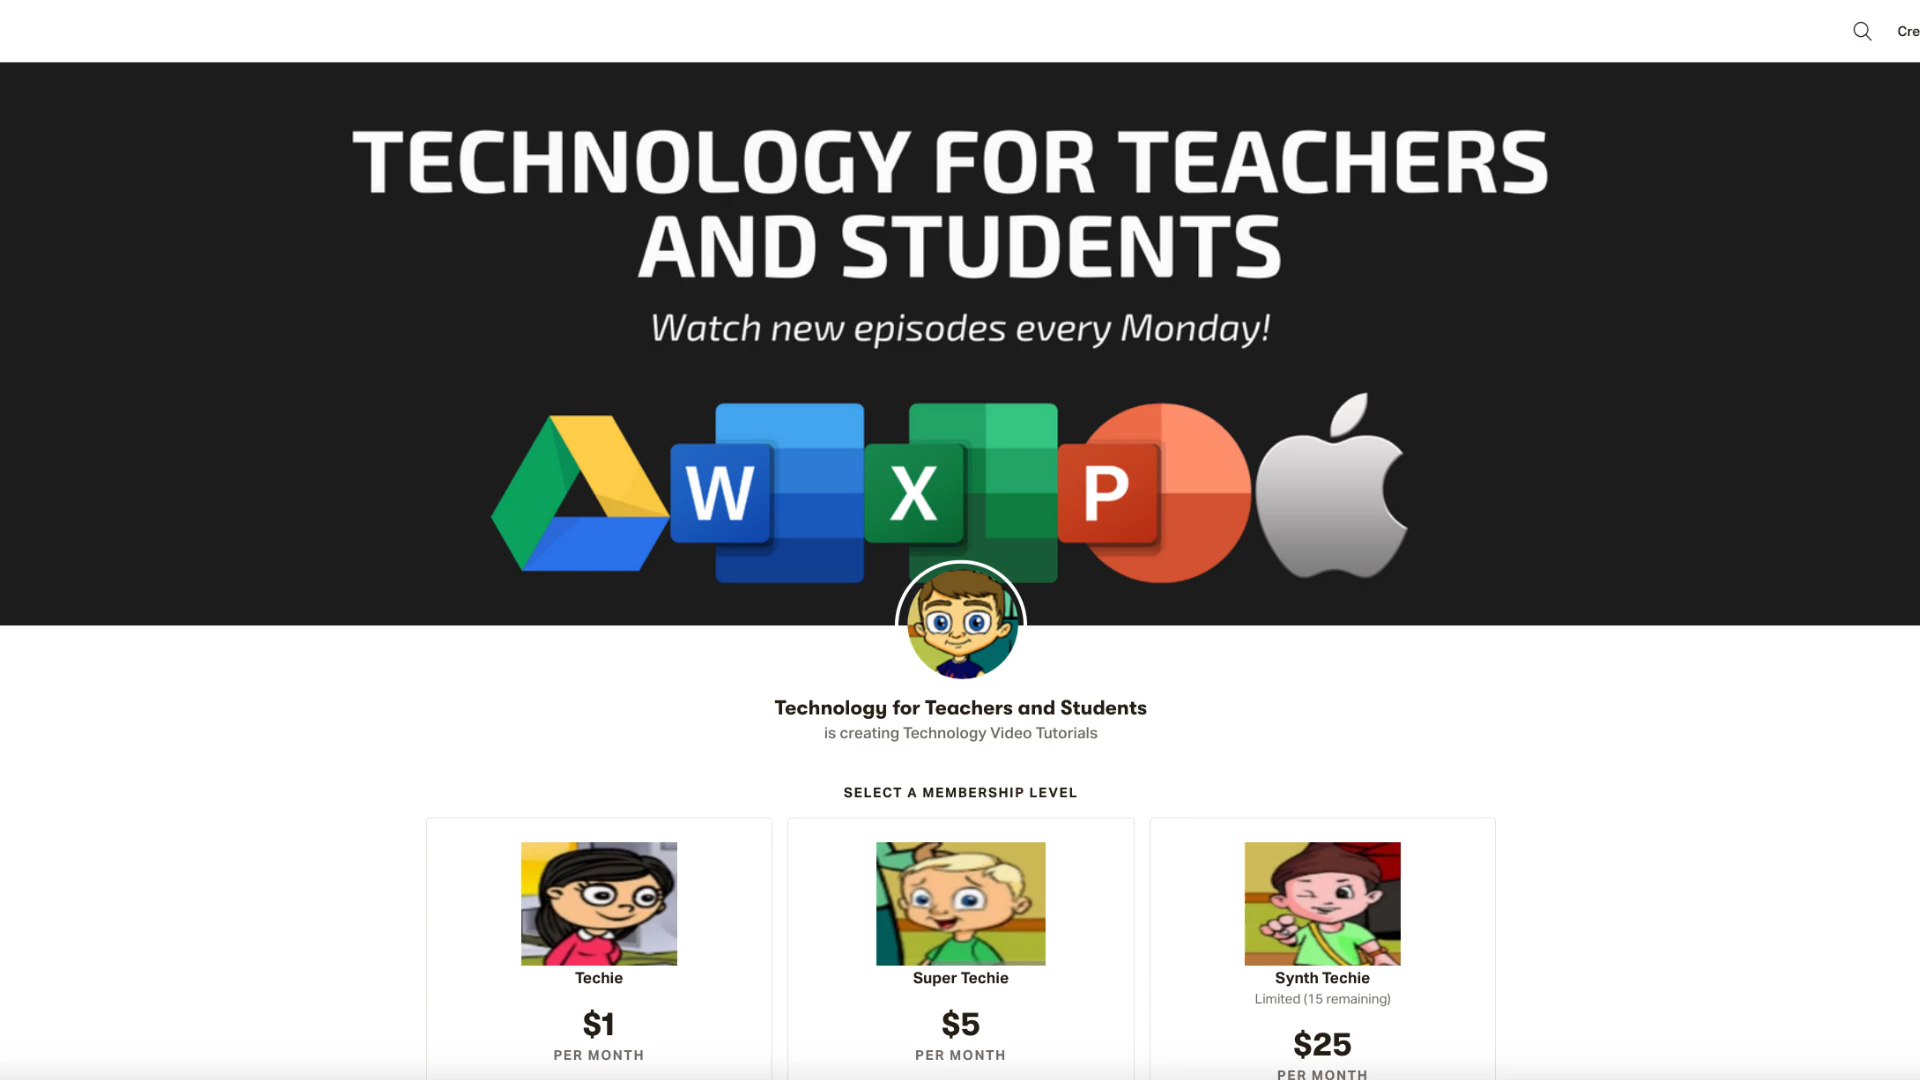 Cre
TECHNOLOGY FOR TEACHERS
AND STUDENTS
Watch new episodes every Monday!
W X P
Technology for Teachers and Students
is creating Technology Video Tutorials
SELECT A MEMBERSHIP LEVEL
Techie
$1
PER MONTH
Super Techie
$5
PER MONTH
Synth Techie
Limited (15 remaining)
$25
PER MONTH